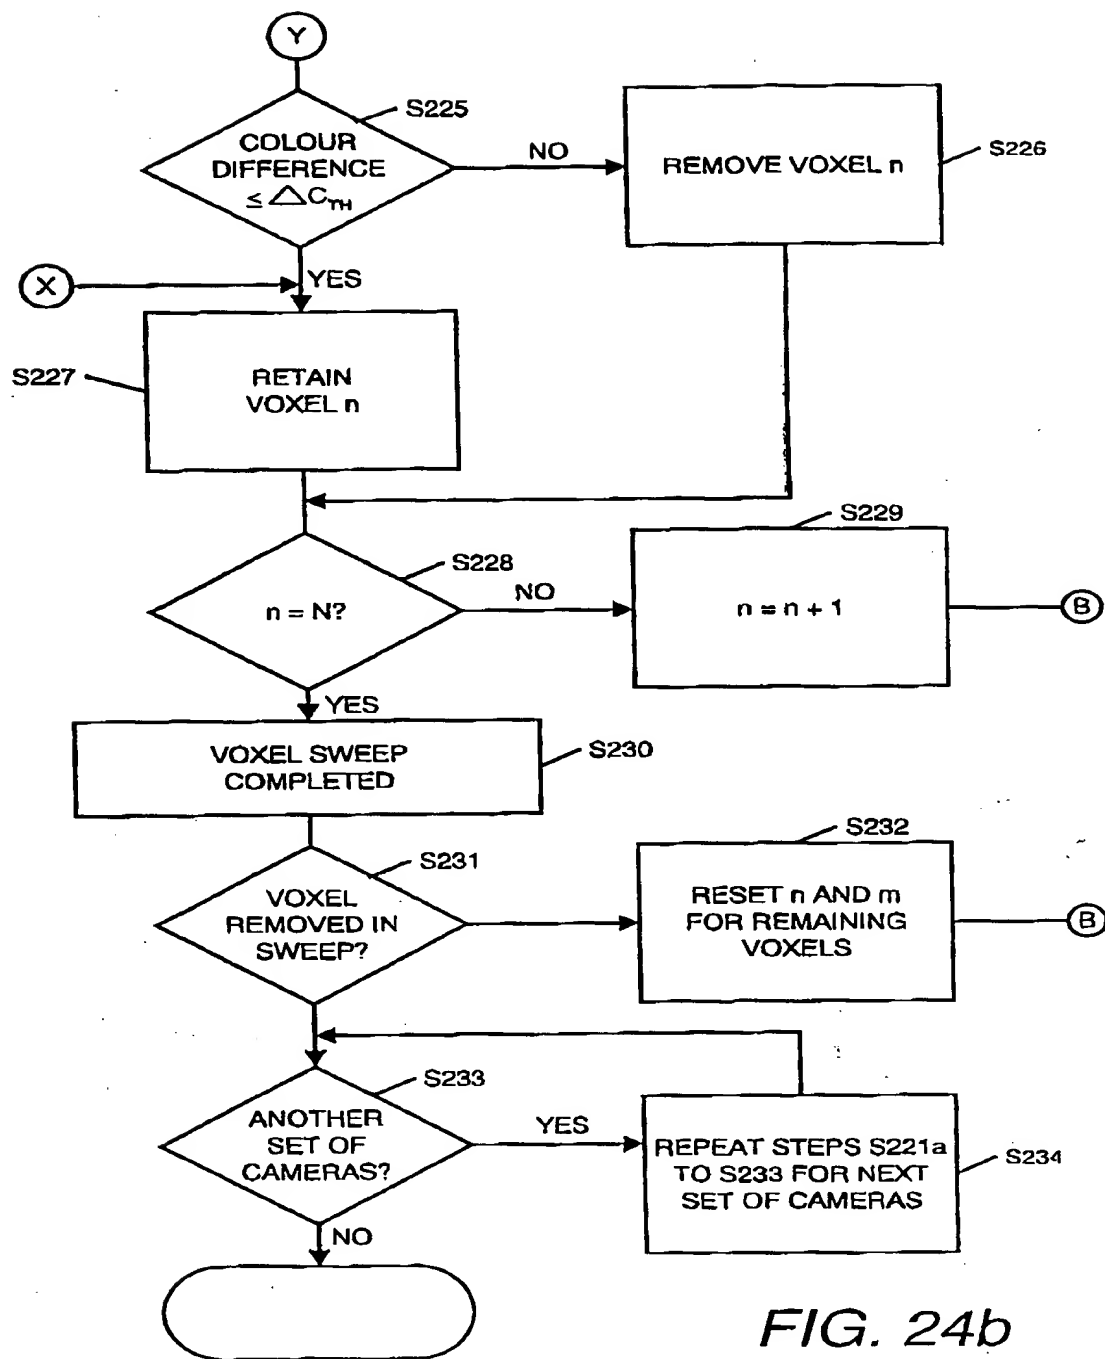 Y
S225
COLOUR
DIFFERENCE
≤ △C_TH
NO
REMOVE VOXEL n
S226
X
YES
S227
RETAIN
VOXEL n
S228
n = N?
NO
S229
n = n + 1
B
YES
VOXEL SWEEP
COMPLETED
S230
S231
VOXEL
REMOVED IN
SWEEP?
S232
RESET n AND m
FOR REMAINING
VOXELS
B
S233
ANOTHER
SET OF
CAMERAS?
YES
REPEAT STEPS S221a
TO S233 FOR NEXT
SET OF CAMERAS
S234
NO
FIG. 24b